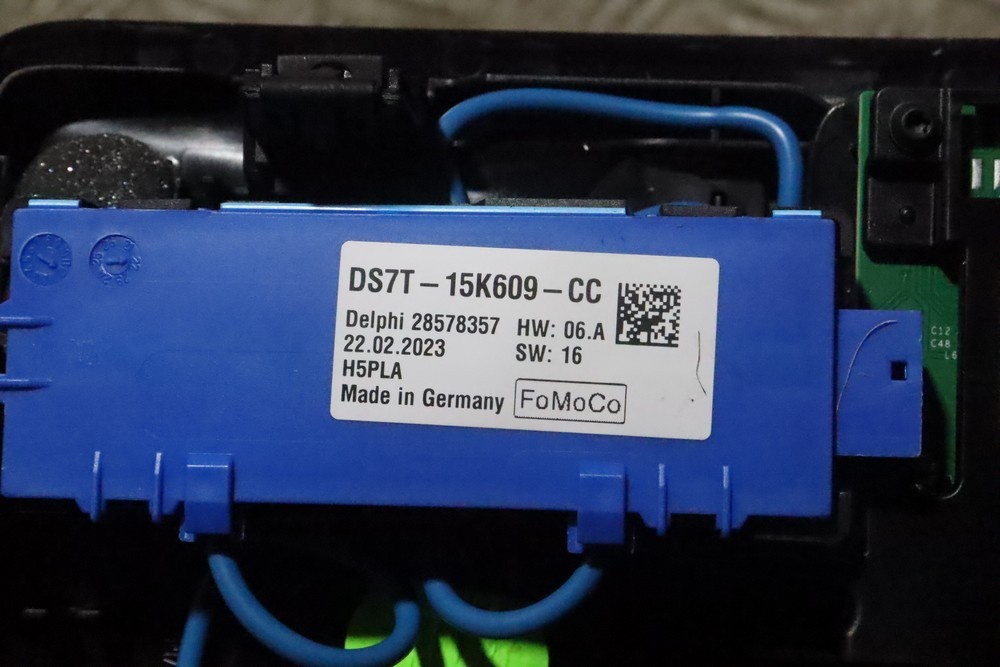 DS7T-15K609-CC
Delphi 28578357 HW: 06.A
22.02.2023 SW: 16
H5PLA
Made in Germany FoMoCo
C12
C48
L6